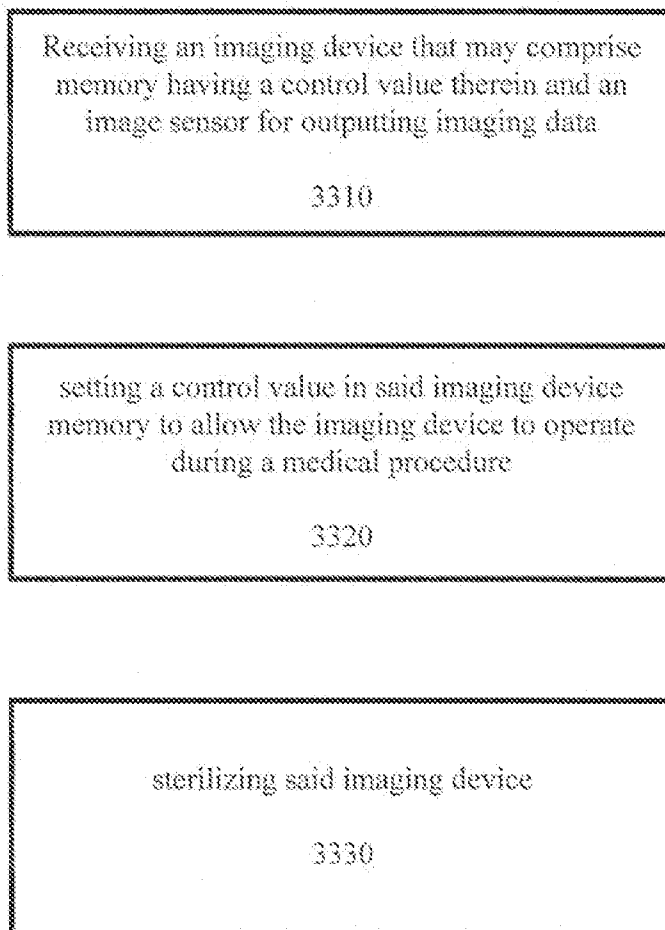 Receiving an imaging device that may comprise
memory having a control value therein and an
image sensor for outputting imaging data
3310
setting a control value in said imaging device
memory to allow the imaging device to operate
during a medical procedure
3320
sterilizing said imaging device
3330